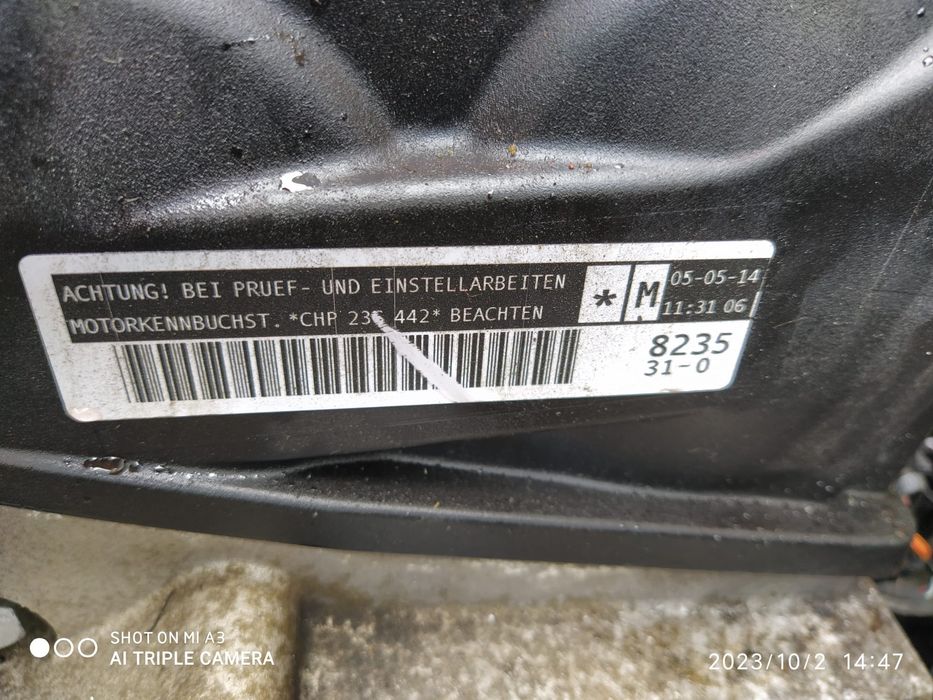 ACHTUNG! BEI PRUEF- UND EINSTELLARBEITEN
MOTORKENNBUCHST. *CHP 235 442* BEACHTEN
*
M
05-05-14
11:31 06
8235
31-0
SHOT ON MI A3
AI TRIPLE CAMERA
2023/10/2 14:47